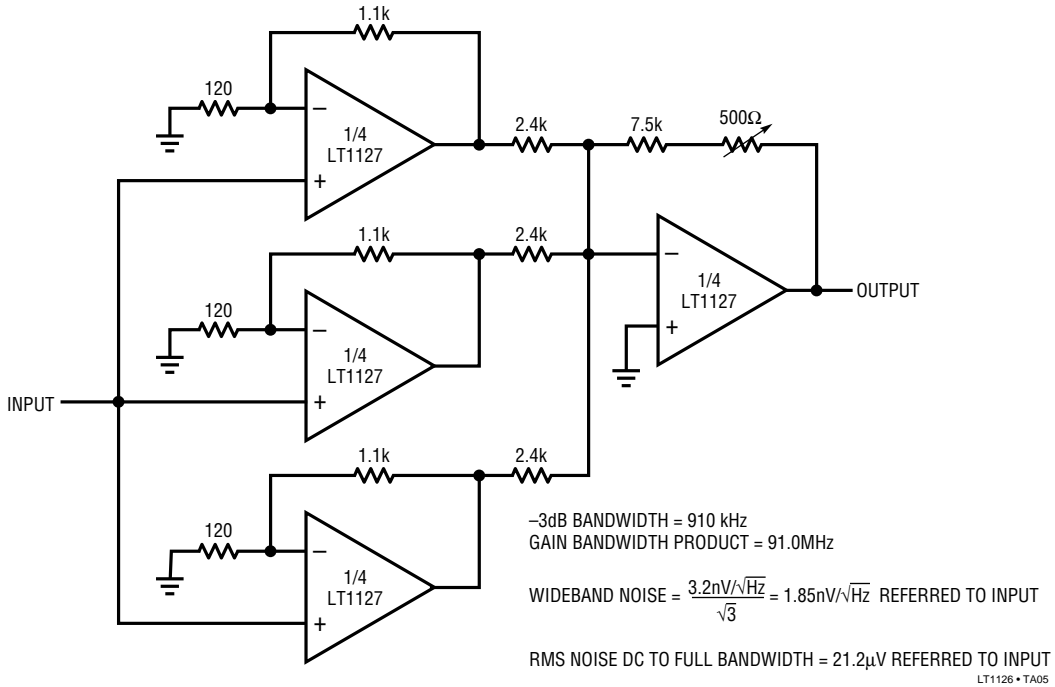 1.1k
120
–
1/4
LT1127
+
2.4k
7.5k
500Ω
1.1k
120
–
1/4
LT1127
+
2.4k
–
1/4
LT1127
+
OUTPUT
INPUT
1.1k
120
–
1/4
LT1127
+
2.4k
–3dB BANDWIDTH = 910 kHz
GAIN BANDWIDTH PRODUCT = 91.0MHz
WIDEBAND NOISE = 3.2nV/√Hz / √3 = 1.85nV/√Hz REFERRED TO INPUT
RMS NOISE DC TO FULL BANDWIDTH = 21.2µV REFERRED TO INPUT
LT1126 • TA05